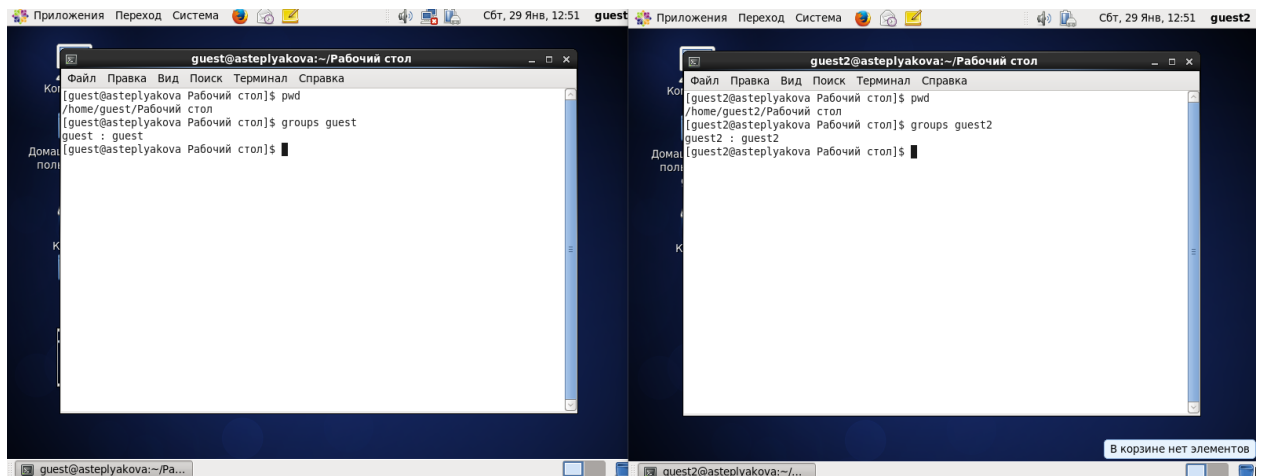 Приложения Переход Система Сбт, 29 Янв, 12:51 guest
guest@asteplyakova:~/Рабочий стол
Файл Правка Вид Поиск Терминал Справка
[guest@asteplyakova Рабочий стол]$ pwd
/home/guest/Рабочий стол
[guest@asteplyakova Рабочий стол]$ groups guest
guest : guest
[guest@asteplyakova Рабочий стол]$
guest@asteplyakova:~/Ра...
Приложения Переход Система Сбт, 29 Янв, 12:51 guest2
guest2@asteplyakova:~/Рабочий стол
Файл Правка Вид Поиск Терминал Справка
[guest2@asteplyakova Рабочий стол]$ pwd
/home/guest2/Рабочий стол
[guest2@asteplyakova Рабочий стол]$ groups guest2
guest2 : guest2
[guest2@asteplyakova Рабочий стол]$
В корзине нет элементов
guest2@asteplyakova:~/...